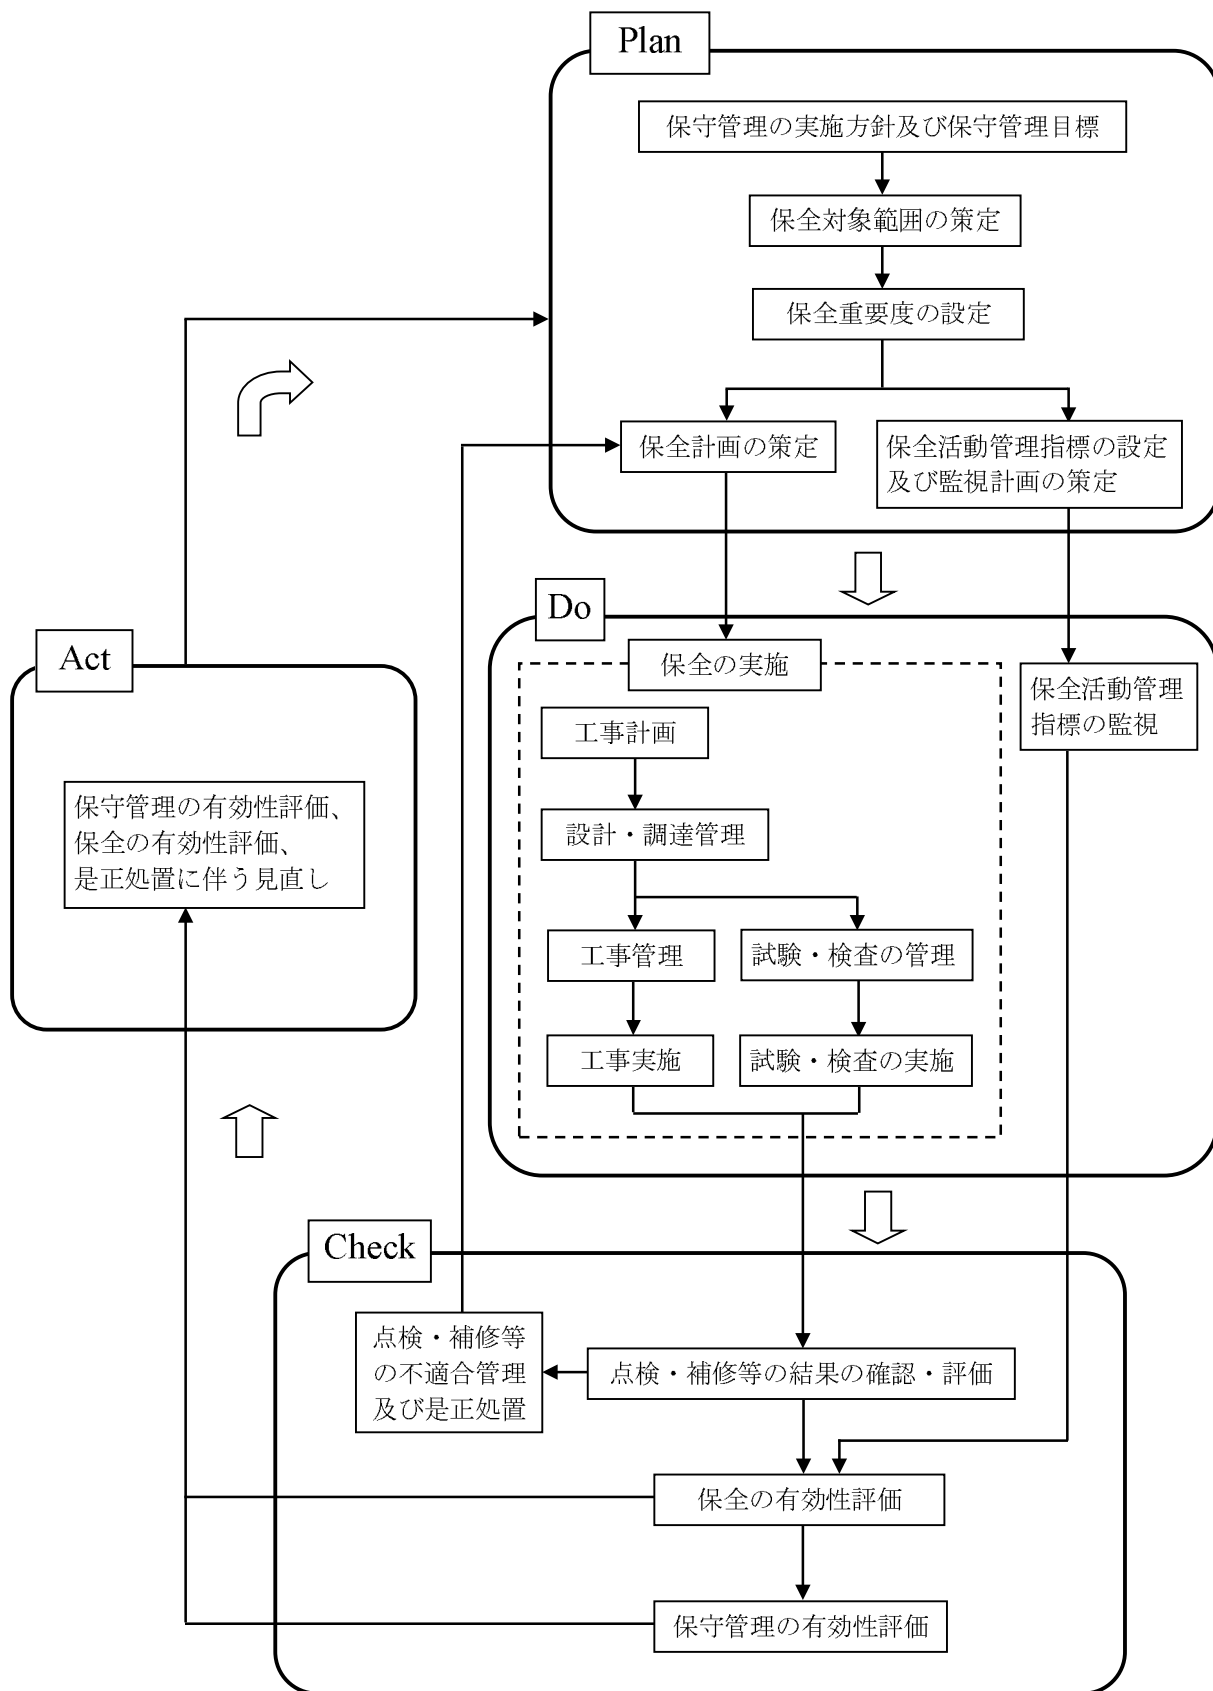 Plan
保守管理の実施方針及び保守管理目標
保全対象範囲の策定
保全重要度の設定
保全計画の策定
保全活動管理指標の設定
及び監視計画の策定
Do
保全の実施
保全活動管理
指標の監視
工事計画
設計・調達管理
工事管理
試験・検査の管理
工事実施
試験・検査の実施
Act
保守管理の有効性評価、
保全の有効性評価、
是正処置に伴う見直し
Check
点検・補修等
の不適合管理
及び是正処置
点検・補修等の結果の確認・評価
保全の有効性評価
保守管理の有効性評価